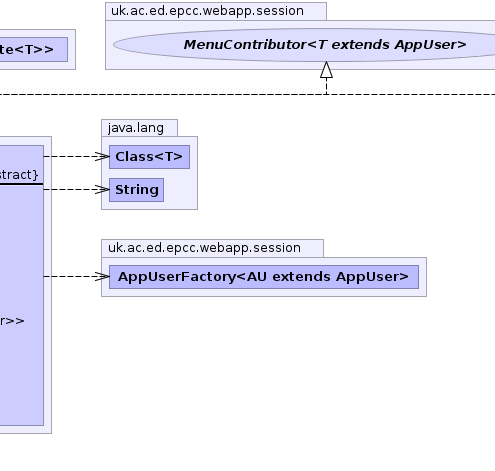 uk.ac.ed.epcc.webapp.session
te<T>>
MenuContributor<T extends AppUser>
java.lang
Class<T>
stract}
String
uk.ac.ed.epcc.webapp.session
AppUserFactory<AU extends AppUser>
r>>